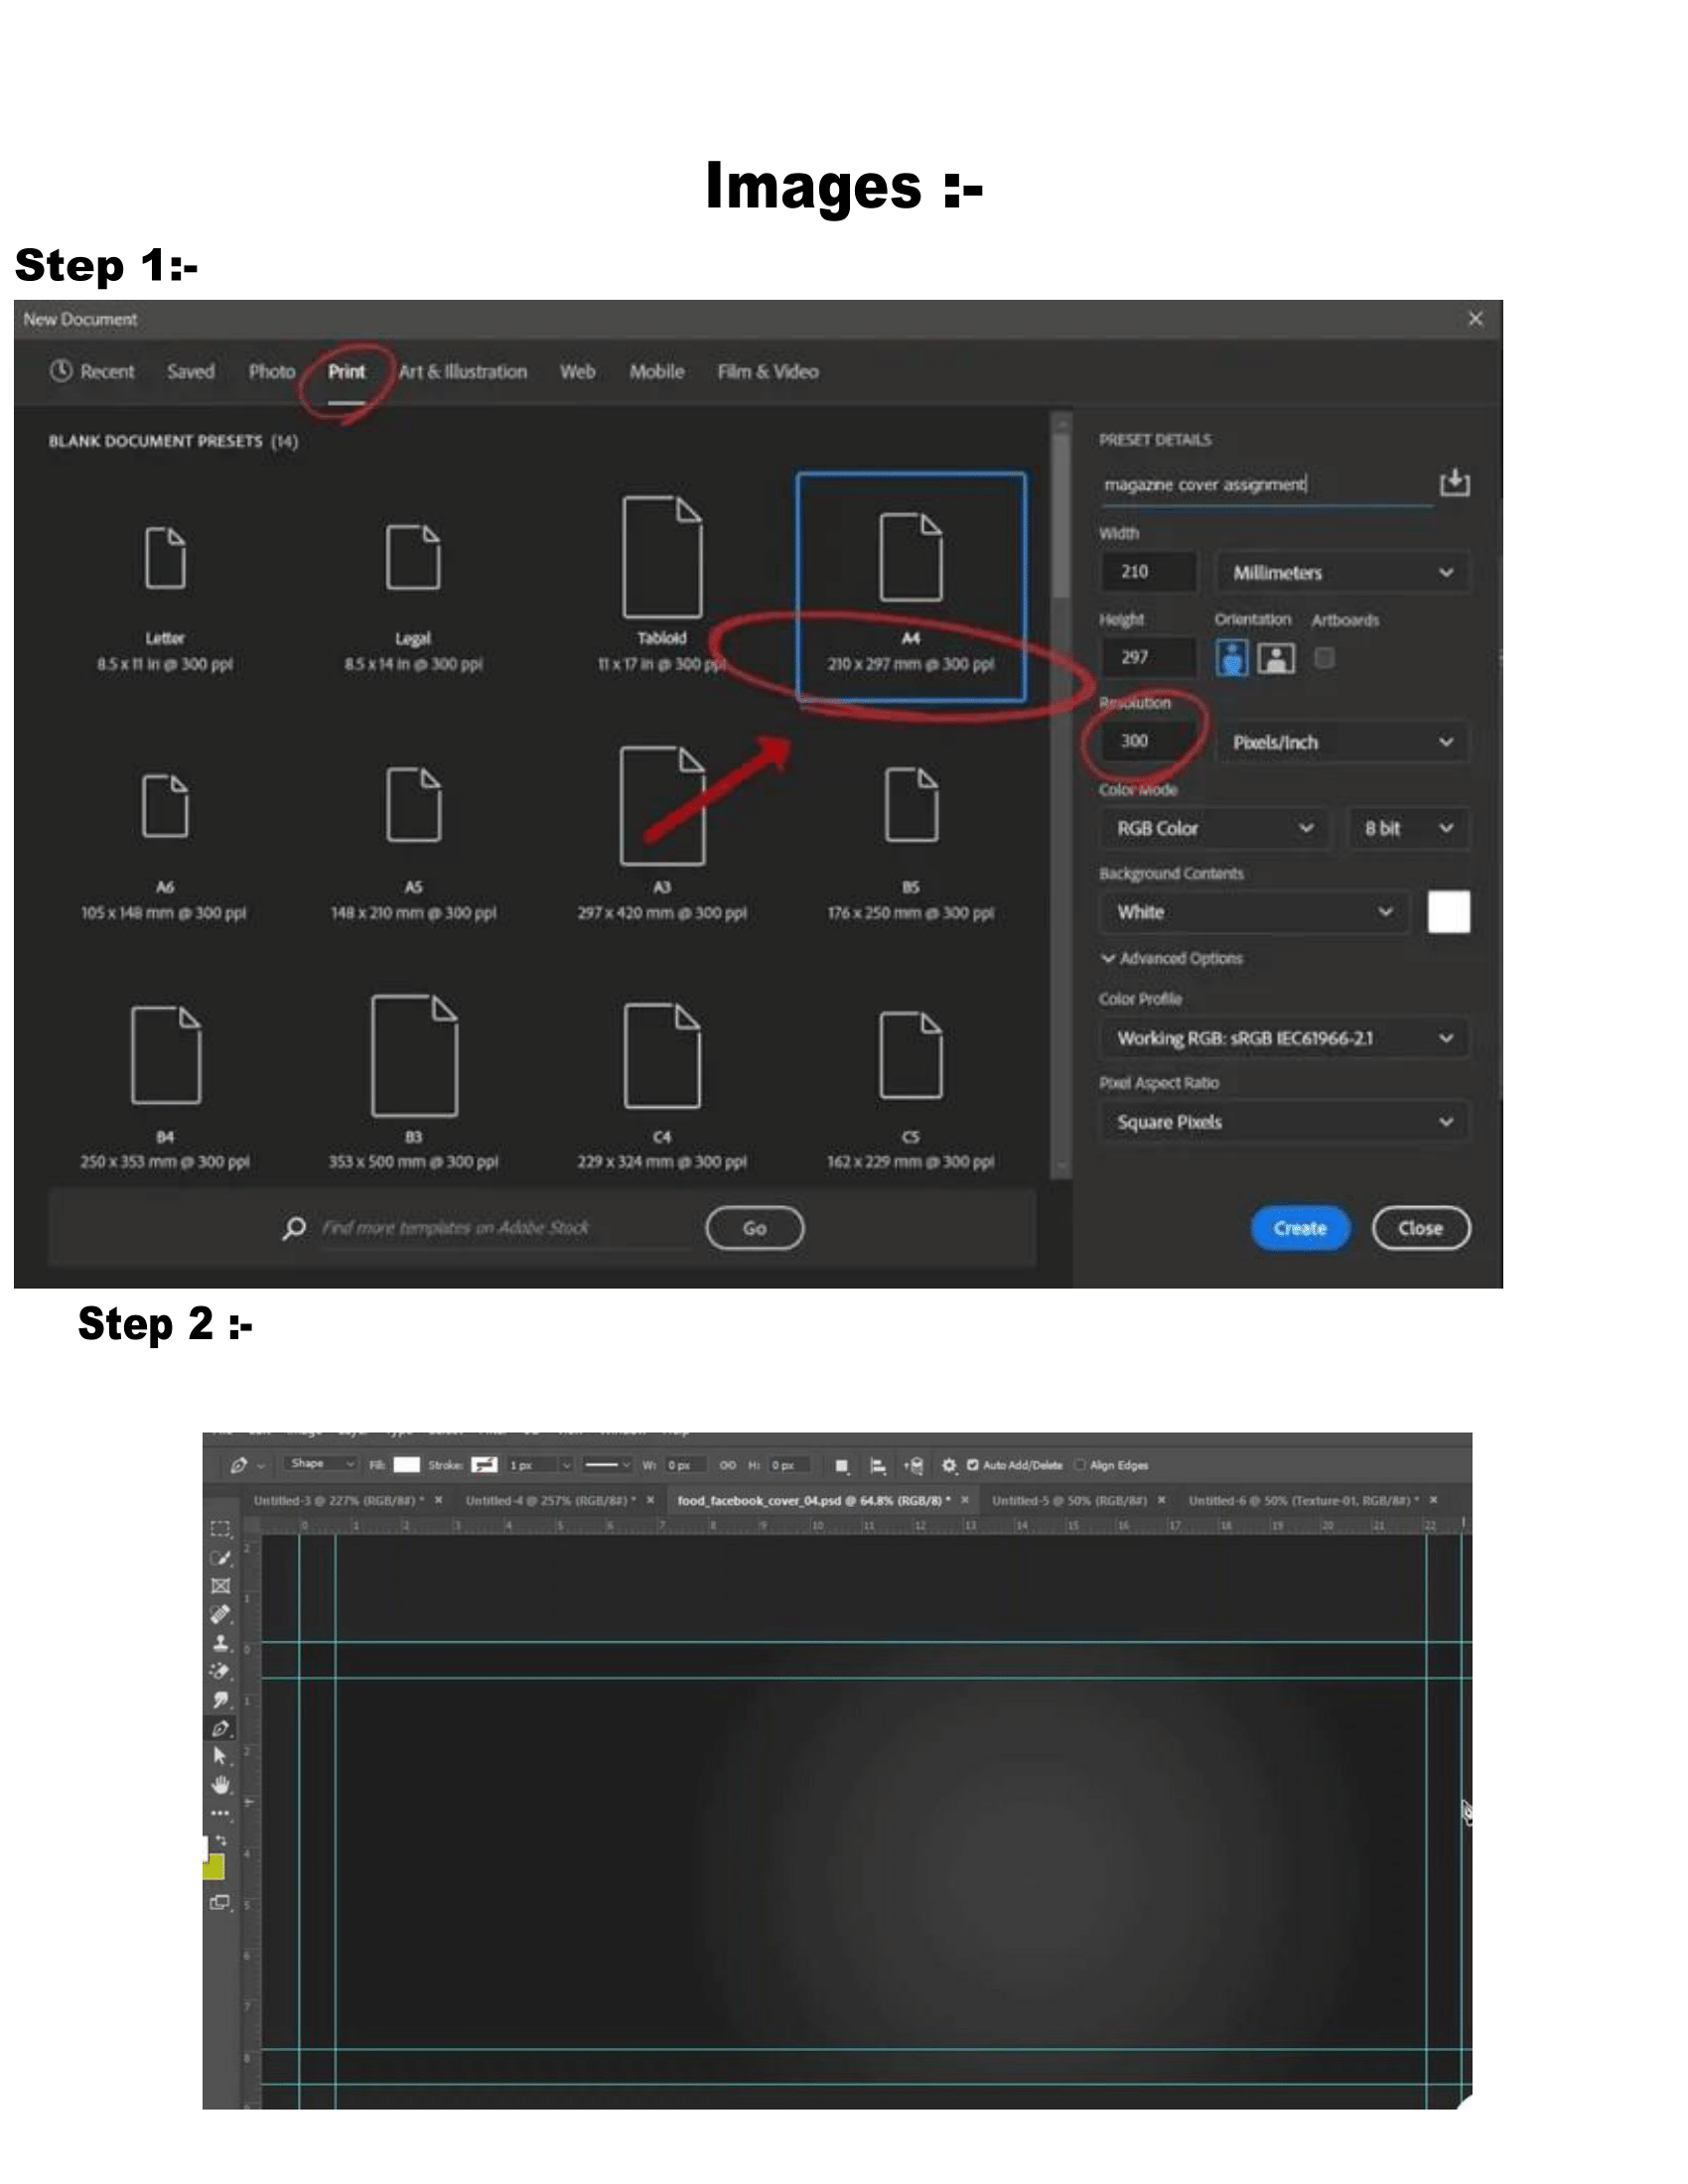 Images :-
Step 1:-
New Document
Recent Saved Photo Print Art & Illustration Web Mobile Film & Video
BLANK DOCUMENT PRESETS (14)
Letter
8.5 x 11 in @ 300 ppi
Legal
8.5 x 14 in @ 300 ppi
Tabloid
11 x 17 in @ 300 ppi
A4
210 x 297 mm @ 300 ppi
A6
105 x 148 mm @ 300 ppi
A5
148 x 210 mm @ 300 ppi
A3
297 x 420 mm @ 300 ppi
B5
176 x 250 mm @ 300 ppi
B4
250 x 353 mm @ 300 ppi
B3
353 x 500 mm @ 300 ppi
C4
229 x 324 mm @ 300 ppi
C5
162 x 229 mm @ 300 ppi
Find more templates on Adobe Stock Go
PRESET DETAILS
magazine cover assignment
Width
210 Millimeters
Height Orientation Artboards
297
Resolution
300 Pixels/Inch
Color Mode
RGB Color 8 bit
Background Contents
White
Advanced Options
Color Profile
Working RGB: sRGB IEC61966-2.1
Pixel Aspect Ratio
Square Pixels
Create Close
Step 2 :-
Shape Fill: Stroke: 1 px W: 0 px H: 0 px Auto Add/Delete Align Edges
Untitled-3 @ 227% (RGB/8#) * × Untitled-4 @ 257% (RGB/8#) * × food_facebook_cover_04.psd @ 64.8% (RGB/8) * × Untitled-5 @ 50% (RGB/8#) × Untitled-6 @ 50% (Texture-01, RGB/8#) * ×
0 1 2 3 4 5 6 7 8 9 10 11 12 13 14 15 16 17 18 19 20 21 22
2
1
0
1
2
4
5
6
7
8